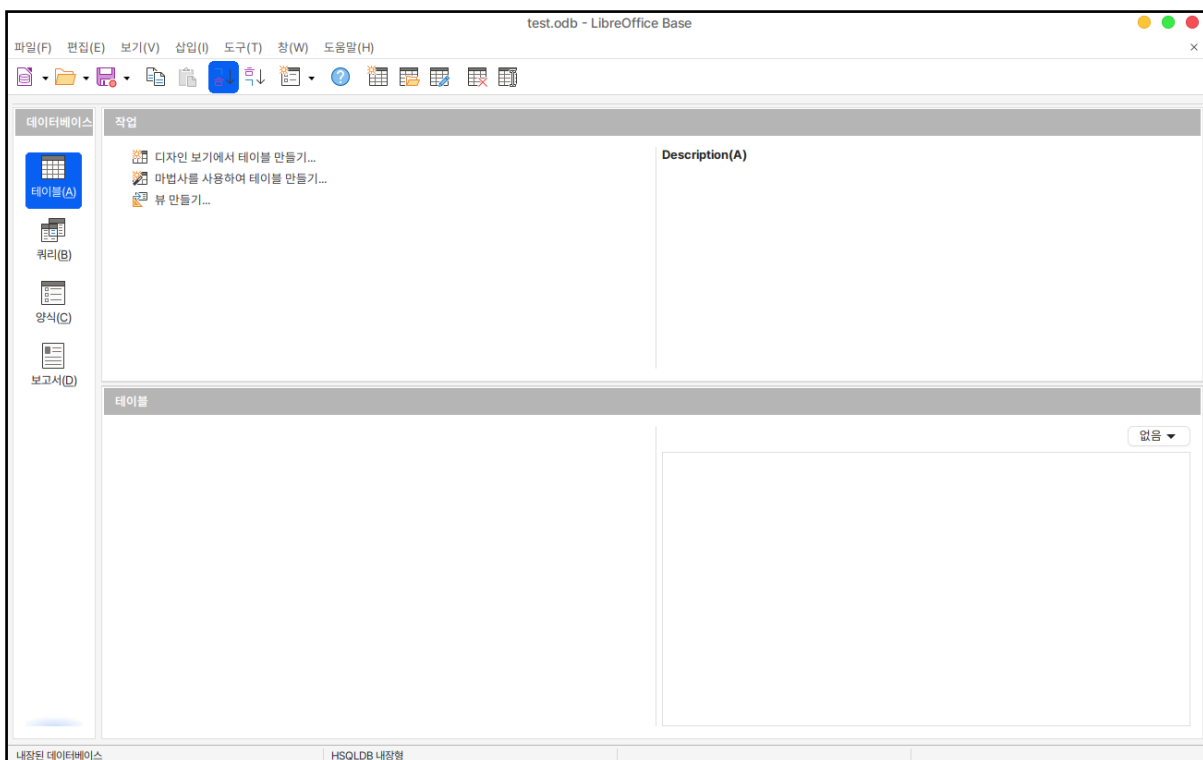 test.odb - LibreOffice Base
파일(F) 편집(E) 보기(V) 삽입(I) 도구(T) 창(W) 도움말(H)
데이터베이스
작업
테이블(A)
쿼리(B)
양식(C)
보고서(D)
디자인 보기에서 테이블 만들기...
마법사를 사용하여 테이블 만들기...
뷰 만들기...
Description(A)
테이블
없음
내장된 데이터베이스
HSQLDB 내장형